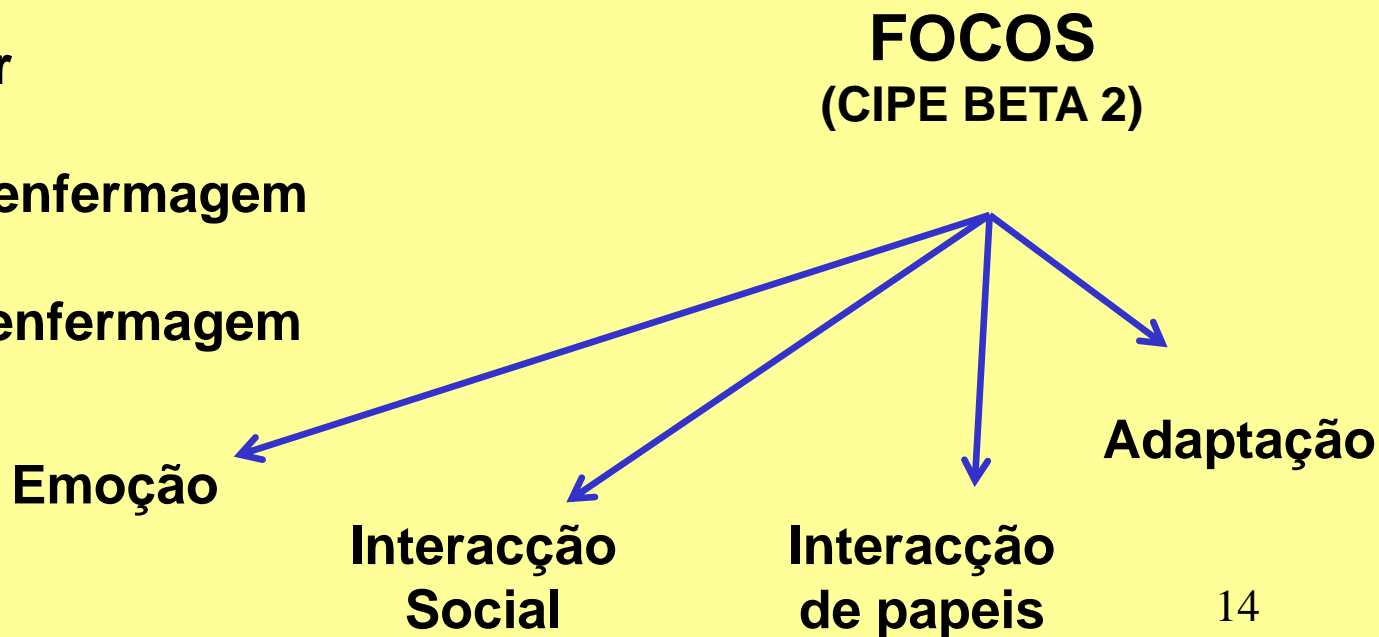 FOCOS
(CIPE BETA 2)
r
enfermagem
enfermagem
Emoção
Interacção
Social
Interacção
de papeis
Adaptação
14